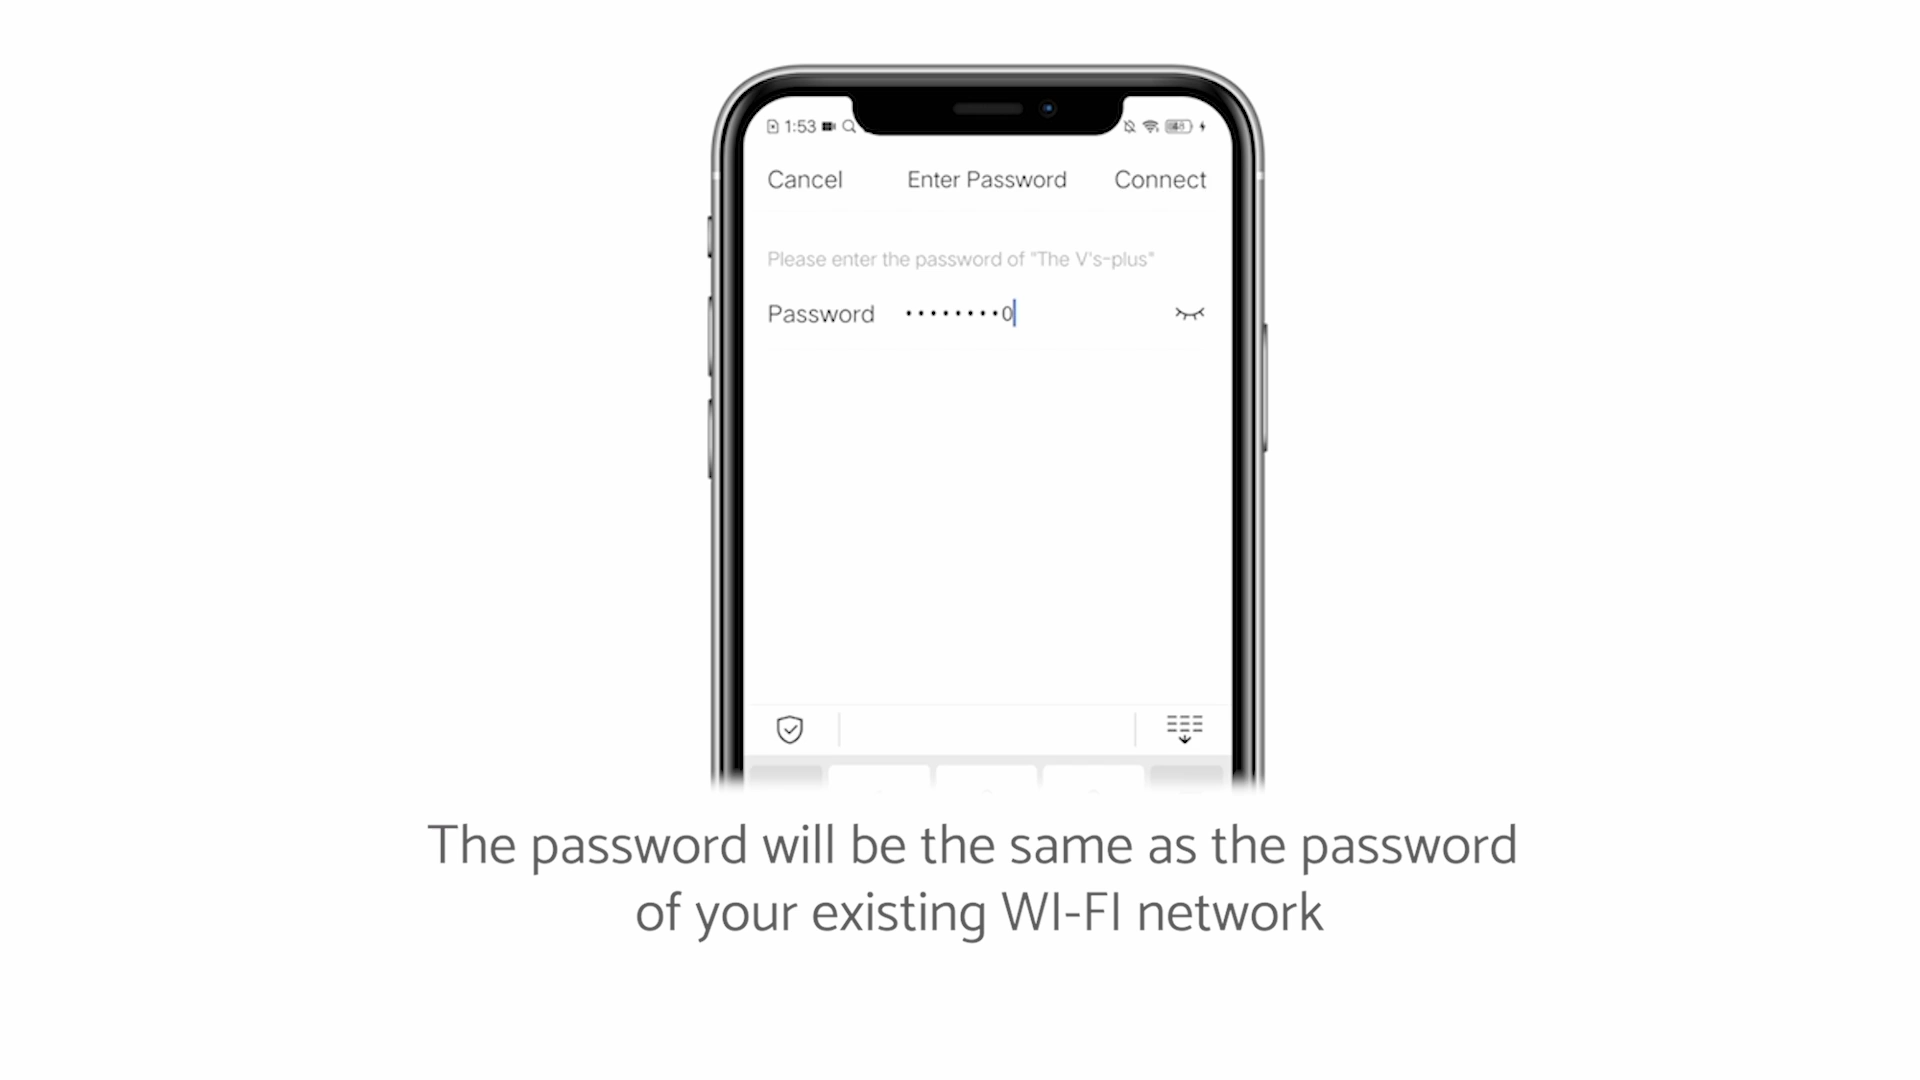 1:53
Cancel Enter Password Connect
Please enter the password of "The V's-plus"
Password ••••••••0
The password will be the same as the password
of your existing WI-FI network